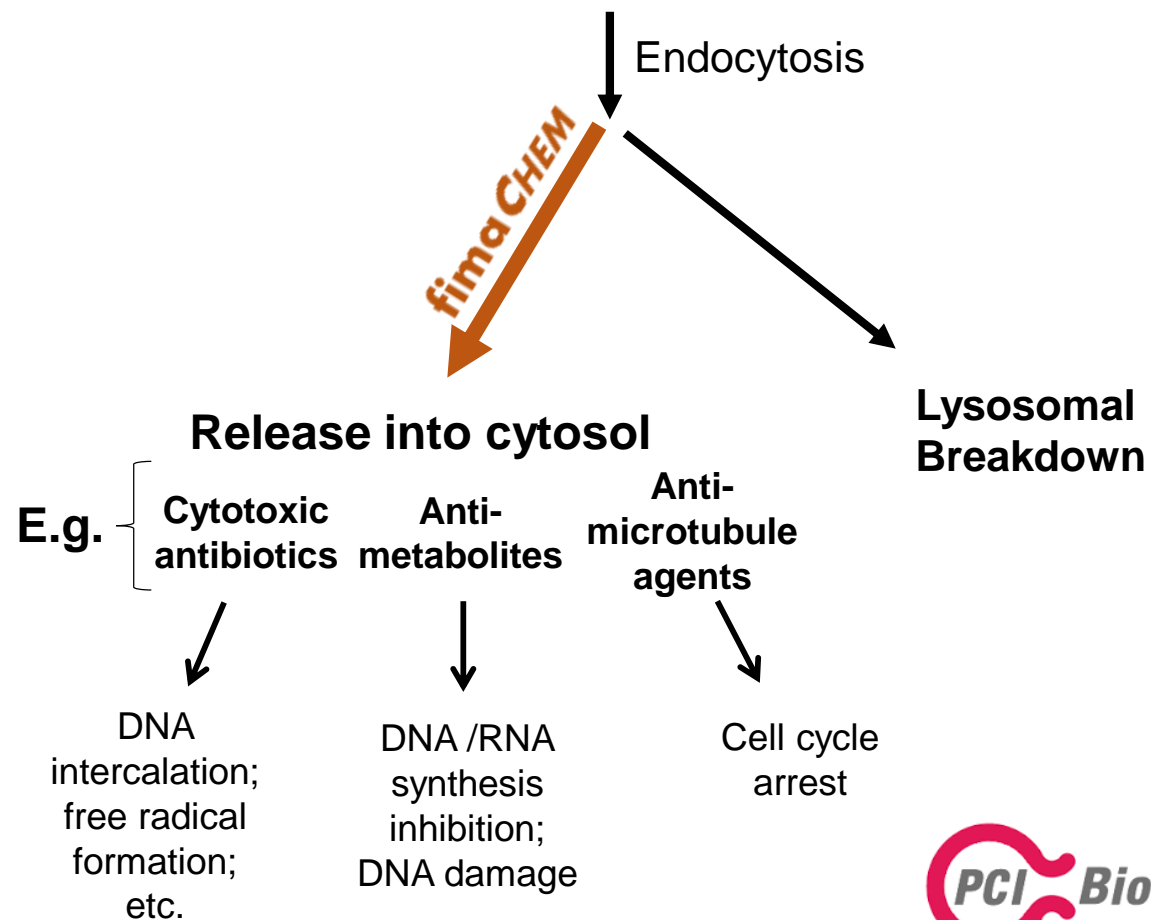 Endocytosis
fimaCHEM
Release into cytosol
Lysosomal
Breakdown
E.g.
Cytotoxic
antibiotics
Anti-
metabolites
Anti-
microtubule
agents
DNA
intercalation;
free radical
formation;
etc.
DNA /RNA
synthesis
inhibition;
DNA damage
Cell cycle
arrest
PCI Bio